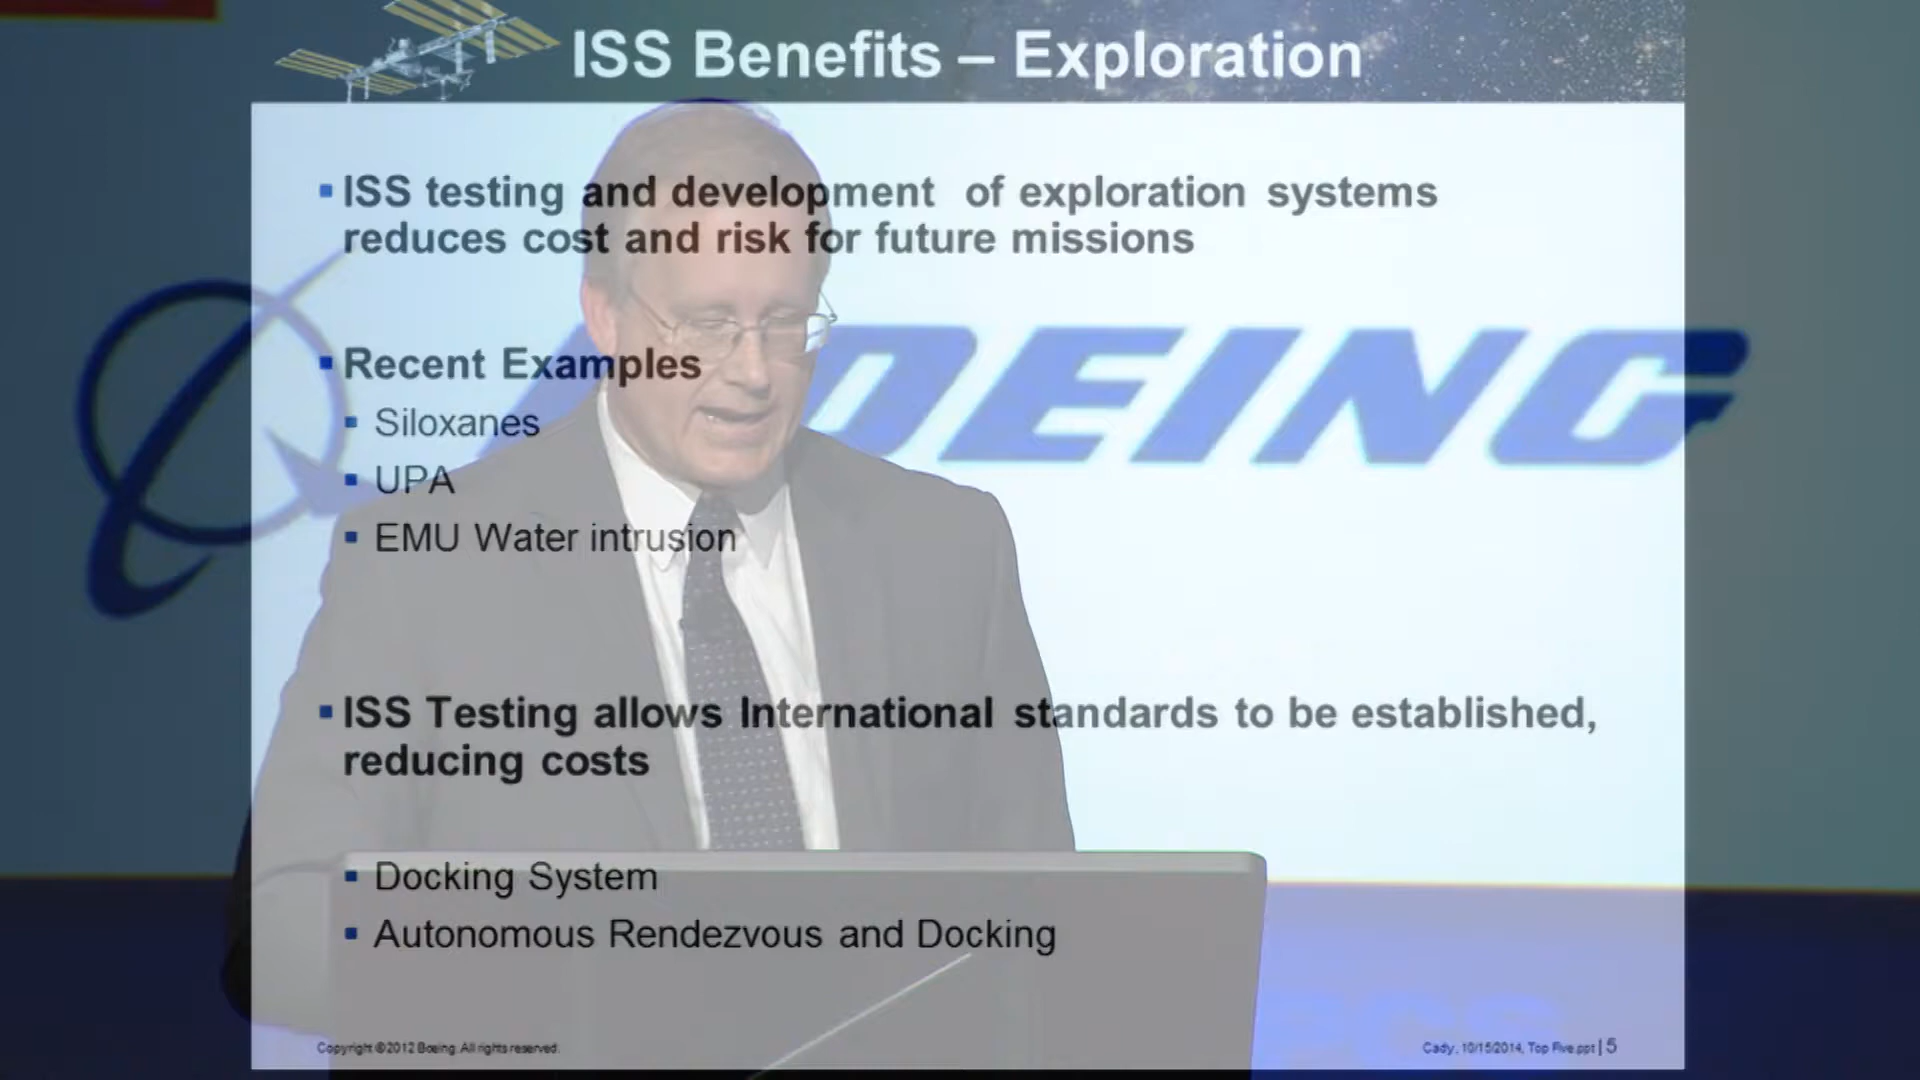 ISS Benefits – Exploration
▪ ISS testing and development of exploration systems
reduces cost and risk for future missions
BOEING
▪ Recent Examples
▪ Siloxanes
▪ UPA
▪ EMU Water intrusion
▪ ISS Testing allows International standards to be established,
reducing costs
▪ Docking System
▪ Autonomous Rendezvous and Docking
Copyright © 2012 Boeing. All rights reserved.
Cady, 10/15/2014, Top Five.ppt | 5